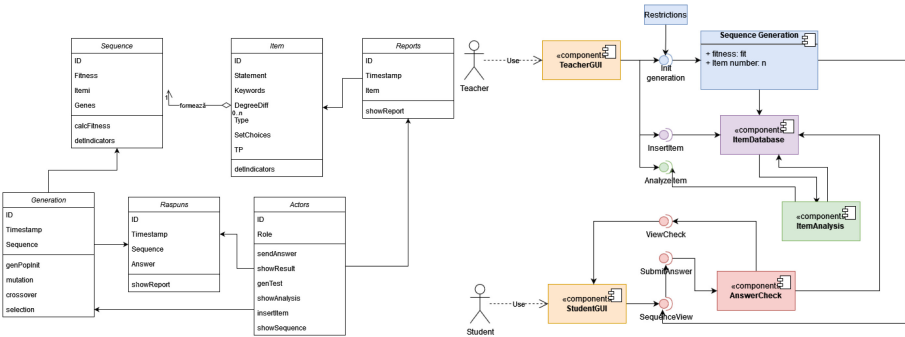 Sequence
ID
Fitness
Itemi
Genes
calcFitness
detIndicators
1
formează
0..n
Item
ID
Statement
Keywords
DegreeDiff
Type
SetChoices
TP
detIndicators
Reports
ID
Timestamp
Item
showReport
Generation
ID
Timestamp
Sequence
genPopInit
mutation
crossover
selection
Raspuns
ID
Timestamp
Sequence
Answer
showReport
Actors
ID
Role
sendAnswer
showResult
genTest
showAnalysis
insertItem
showSequence
Teacher
Use
«component»
TeacherGUI
Restrictions
Init
generation
Sequence Generation
+ fitness: fit
+ Item number: n
InsertItem
«component»
ItemDatabase
AnalyzeItem
«component»
ItemAnalysis
ViewCheck
SubmitAnswer
«component»
AnswerCheck
Student
Use
«component»
StudentGUI
SequenceView